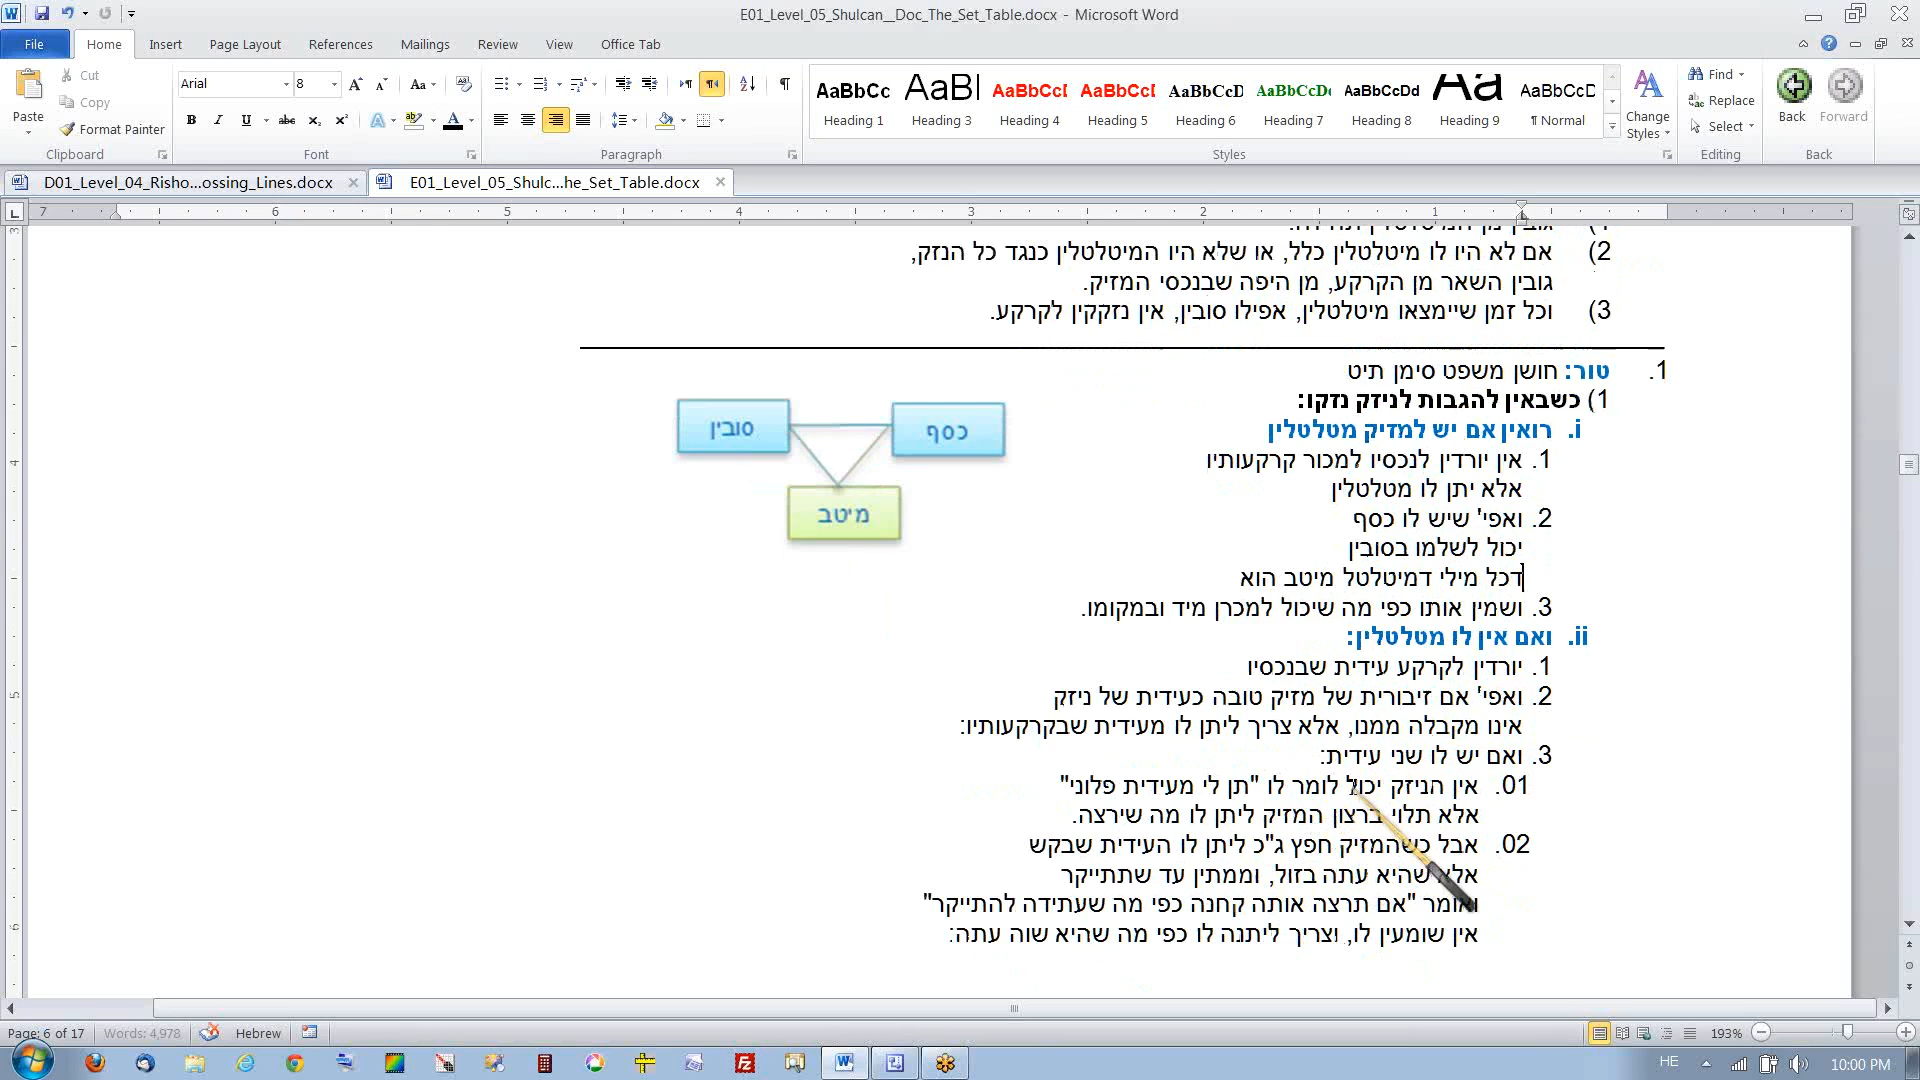 E01_Level_05_Shulcan__Doc_The_Set_Table.docx - Microsoft Word
File Home Insert Page Layout References Mailings Review View Office Tab
Paste Cut Copy Format Painter
Arial 8
AaBbCc AaBl AaBbCcI AaBbCcI AaBbCcD AaBbCcDc AaBbCcDd Aa AaBbCcD
Heading 1 Heading 3 Heading 4 Heading 5 Heading 6 Heading 7 Heading 8 Heading 9 ¶ Normal
Change Styles
Find Replace Select
Back Forward
Clipboard Font Paragraph Styles Editing Back
D01_Level_04_Risho...ossing_Lines.docx E01_Level_05_Shulc...he_Set_Table.docx
7 6 5 4 3 2 1
2) אם לא היו לו מיטלטלין כלל, או שלא היו המיטלטלין כנגד כל הנזק,
גובין השאר מן הקרקע, מן היפה שבנכסי המזיק.
3) וכל זמן שיימצאו מיטלטלין, אפילו סובין, אין נזקקין לקרקע.
1. טור: חושן משפט סימן תיט
1) כשבאין להגבות לניזק נזקו:
i. רואין אם יש למזיק מטלטלין
1. אין יורדין לנכסיו למכור קרקעותיו
אלא יתן לו מטלטלין
2. ואפי' שיש לו כסף
יכול לשלמו בסובין
דכל מילי דמיטלטל מיטב הוא
3. ושמין אותו כפי מה שיכול למכרן מיד ובמקומו.
ii. ואם אין לו מטלטלין:
1. יורדין לקרקע עידית שבנכסיו
2. ואפי' אם זיבורית של מזיק טובה כעידית של ניזק
אינו מקבלה ממנו, אלא צריך ליתן לו מעידית שבקרקעותיו:
3. ואם יש לו שני עידית:
01. אין הניזק יכול לומר לו "תן לי מעידית פלוני"
אלא תלוי ברצון המזיק ליתן לו מה שירצה.
02. אבל כשהמזיק חפץ ג"כ ליתן לו העידית שבקש
אלא שהיא עתה בזול, וממתין עד שתתייקר
ואומר "אם תרצה אותה קחנה כפי מה שעתידה להתייקר"
אין שומעין לו, וצריך ליתנה לו כפי מה שהיא שוה עתה:
כסף
סובין
מיטב
Page: 6 of 17 Words: 4,978 Hebrew 193%
HE 10:00 PM